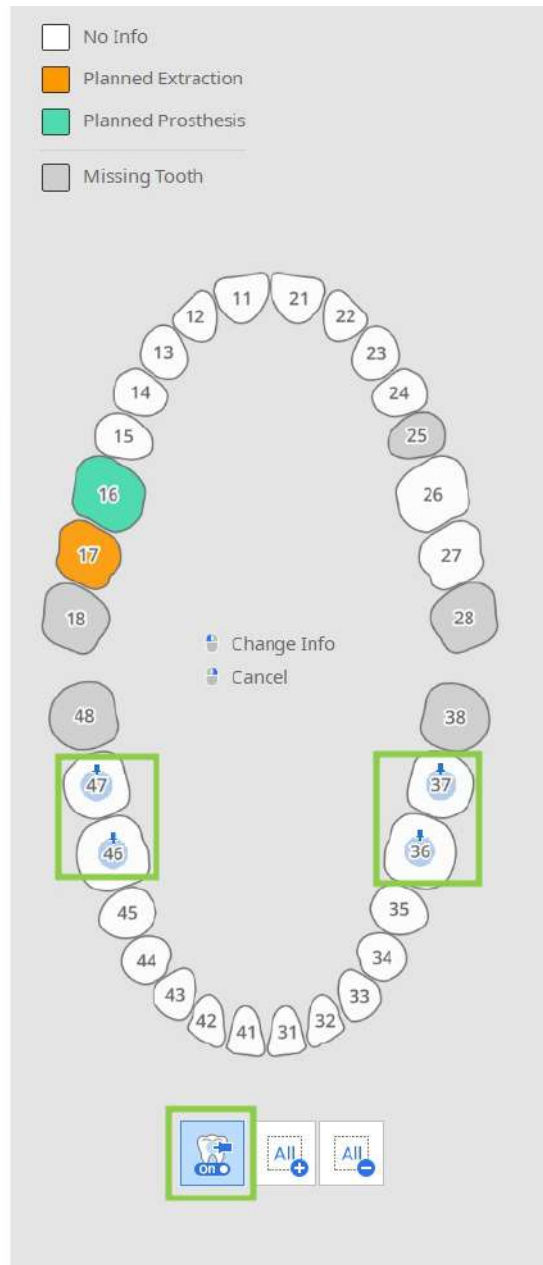 No Info
Planned Extraction
Planned Prosthesis
Missing Tooth
11 21
12 22
13 23
14 24
15 25
16 26
17 27
18 28
Change Info
Cancel
48 38
47 37
46 36
45 35
44 34
43 33
42 32
41 31
On All All